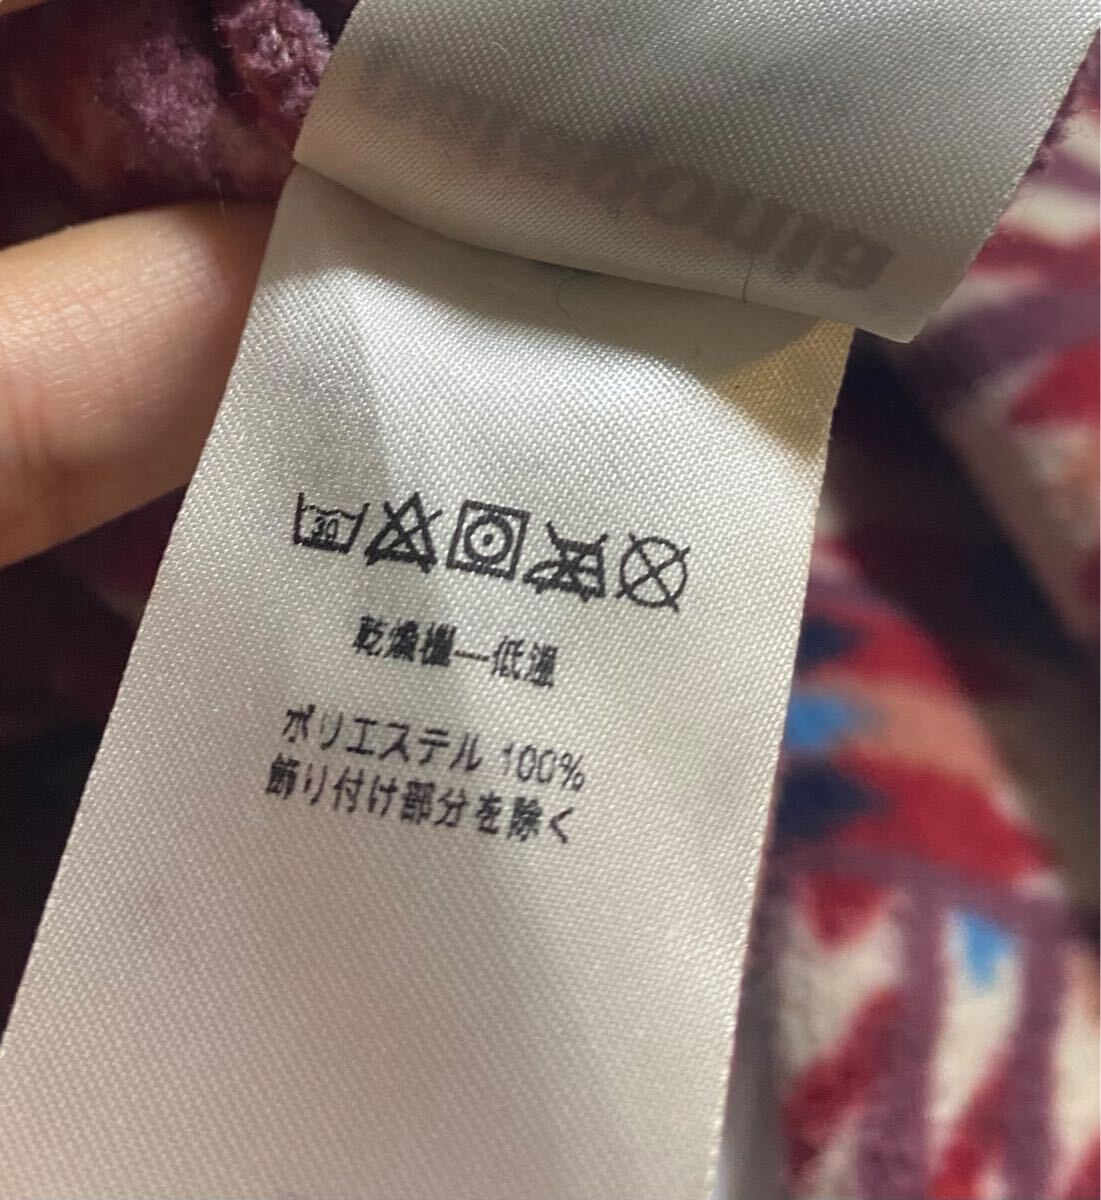 30
乾燥機—低温
ポリエステル 100%
飾り付け部分を除く